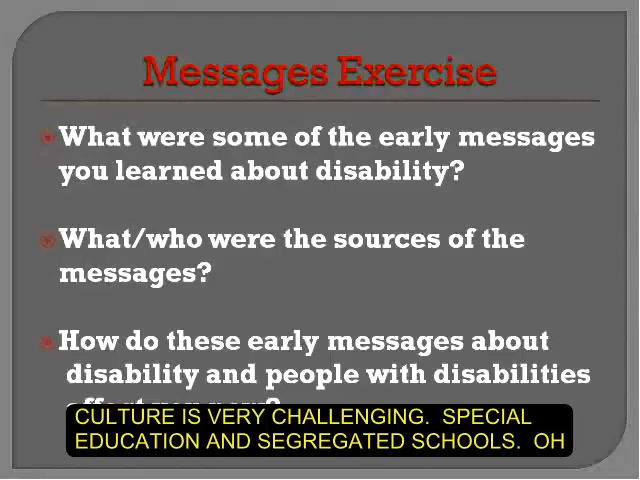 Messages Exercise
What were some of the early messages
you learned about disability?
What/who were the sources of the
messages?
How do these early messages about
disability and people with disabilities
CULTURE IS VERY CHALLENGING. SPECIAL
EDUCATION AND SEGREGATED SCHOOLS. OH